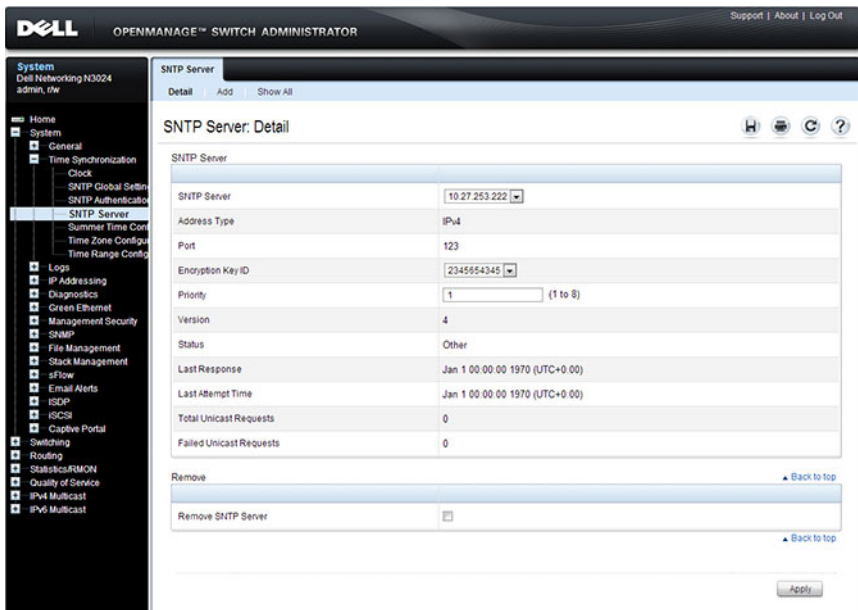 Support | About | Log Out
DELL
OPENMANAGE™ SWITCH ADMINISTRATOR
System
Dell Networking N3024
admin, r/w
Home
System
General
Time Synchronization
Clock
SNTP Global Settin
SNTP Authenticatio
SNTP Server
Summer Time Con
Time Zone Configu
Time Range Config
Logs
IP Addressing
Diagnostics
Green Ethernet
Management Security
SNMP
File Management
Stack Management
sFlow
Email Alerts
ISDP
iSCSI
Captive Portal
Switching
Routing
Statistics/RMON
Quality of Service
IPv4 Multicast
IPv6 Multicast
SNTP Server
Detail Add Show All
SNTP Server: Detail
SNTP Server
SNTP Server 10.27.253.222
Address Type IPv4
Port 123
Encryption Key ID 2345654345
Priority 1 (1 to 8)
Version 4
Status Other
Last Response Jan 1 00:00:00 1970 (UTC+0:00)
Last Attempt Time Jan 1 00:00:00 1970 (UTC+0:00)
Total Unicast Requests 0
Failed Unicast Requests 0
Remove Back to top
Remove SNTP Server
Back to top
Apply